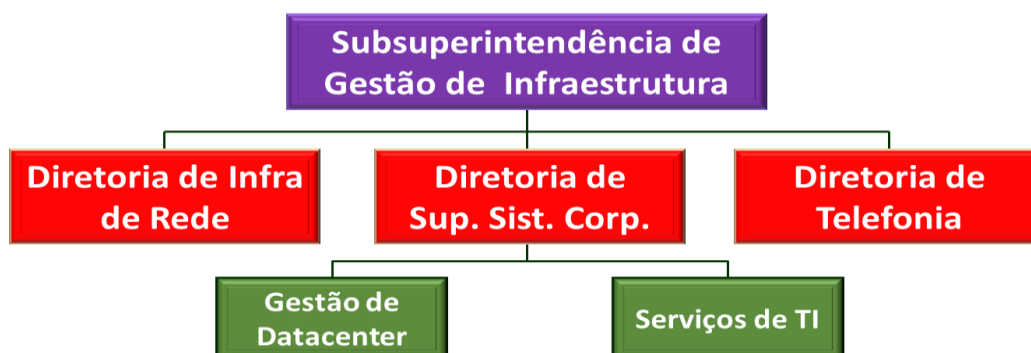 Subsuperintendência de
Gestão de Infraestrutura
Diretoria de Infra
de Rede
Diretoria de
Sup. Sist. Corp.
Diretoria de
Telefonia
Gestão de
Datacenter
Serviços de TI